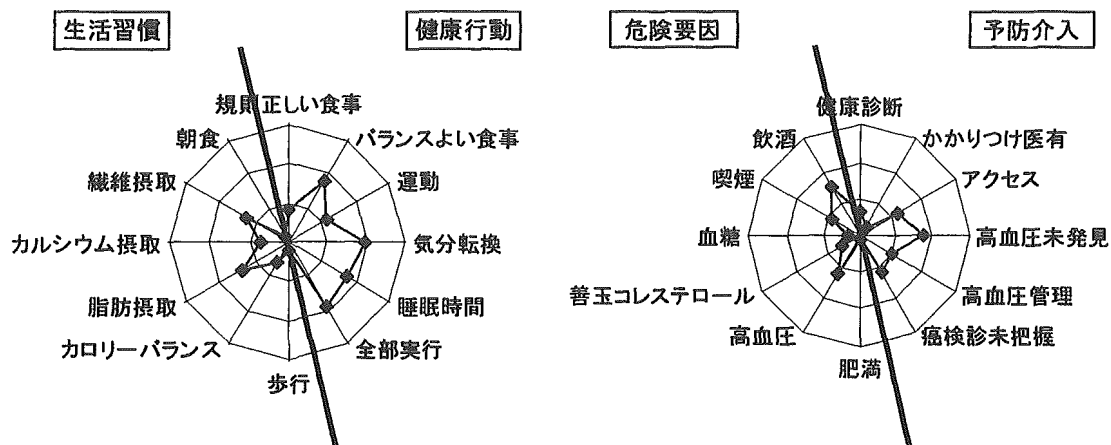 生活習慣
健康行動
規則正しい食事
バランスよい食事
運動
気分転換
睡眠時間
全部実行
歩行
カロリーバランス
脂肪摂取
カルシウム摂取
繊維摂取
朝食
危険要因
予防介入
健康診断
かかりつけ医有
アクセス
高血圧未発見
高血圧管理
癌検診未把握
肥満
高血圧
善玉コレステロール
血糖
喫煙
飲酒